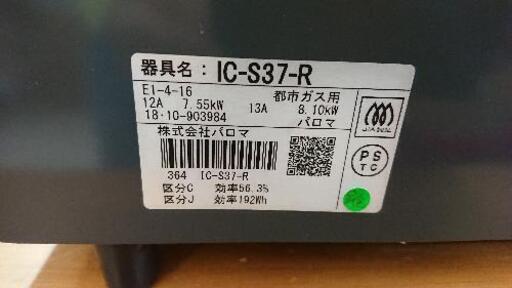 器具名：IC-S37-R
EI-4-16 都市ガス用
12A 7.55kW 13A 8.10kW
18·10-903984 パロマ
株式会社パロマ
364 IC-S37-R
区分C 効率56.3%
区分J 効率192Wh
PS
TC